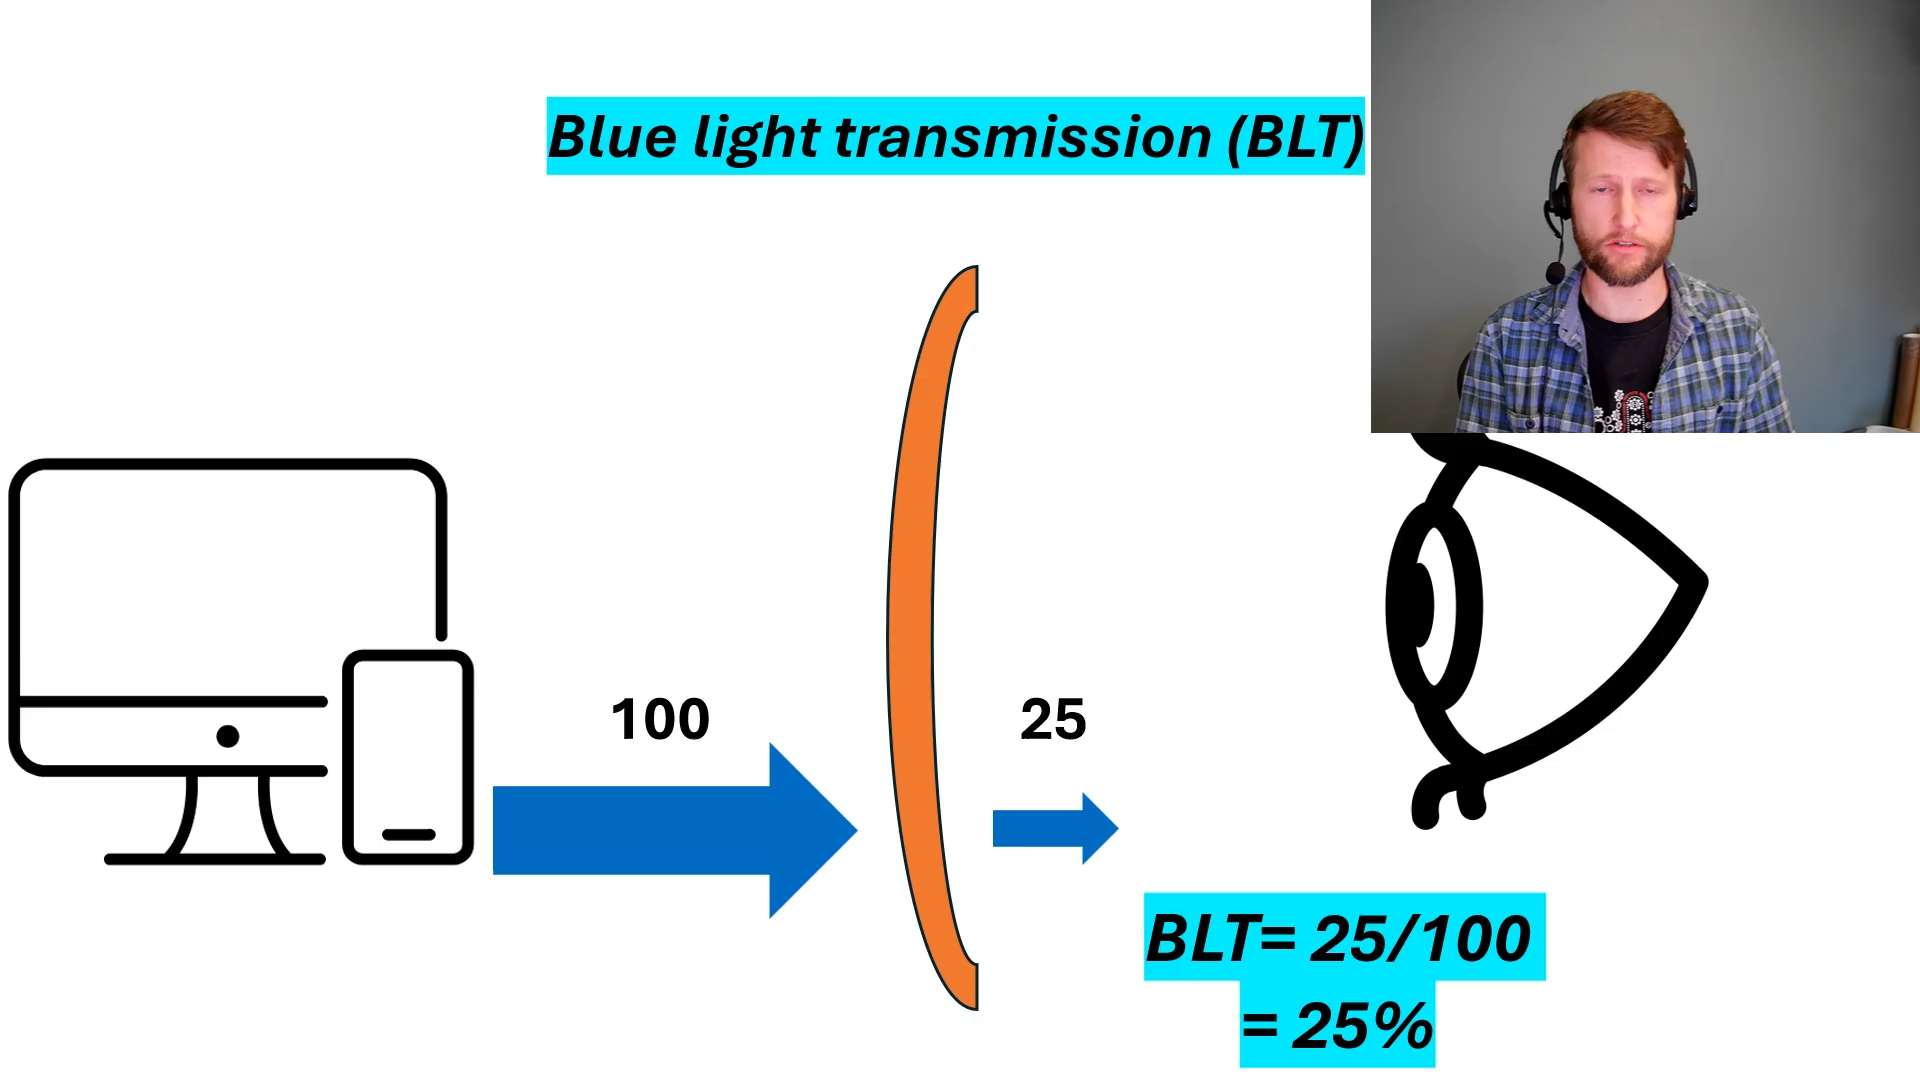 Blue light transmission (BLT)
100
25
BLT= 25/100
= 25%